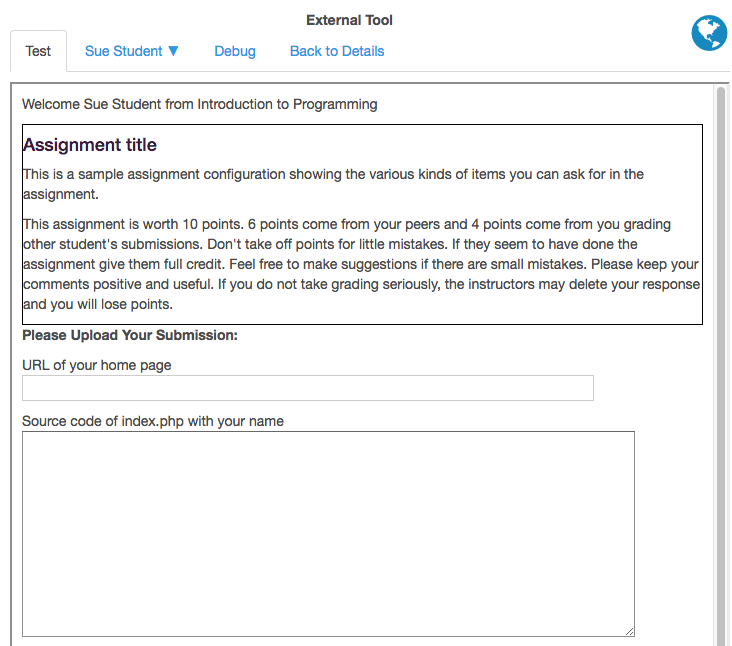 External Tool
Test Sue Student ▼ Debug Back to Details
Welcome Sue Student from Introduction to Programming
Assignment title
This is a sample assignment configuration showing the various kinds of items you can ask for in the
assignment.
This assignment is worth 10 points. 6 points come from your peers and 4 points come from you grading
other student's submissions. Don't take off points for little mistakes. If they seem to have done the
assignment give them full credit. Feel free to make suggestions if there are small mistakes. Please keep your
comments positive and useful. If you do not take grading seriously, the instructors may delete your response
and you will lose points.
Please Upload Your Submission:
URL of your home page
Source code of index.php with your name